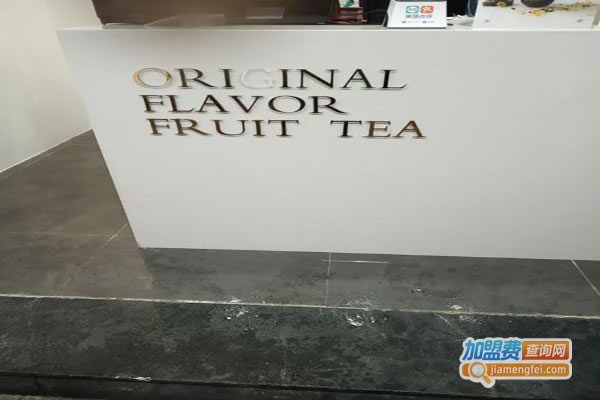 ORIGINAL
FLAVOR
FRUIT TEA
加盟费查询网
jiamengfei.com